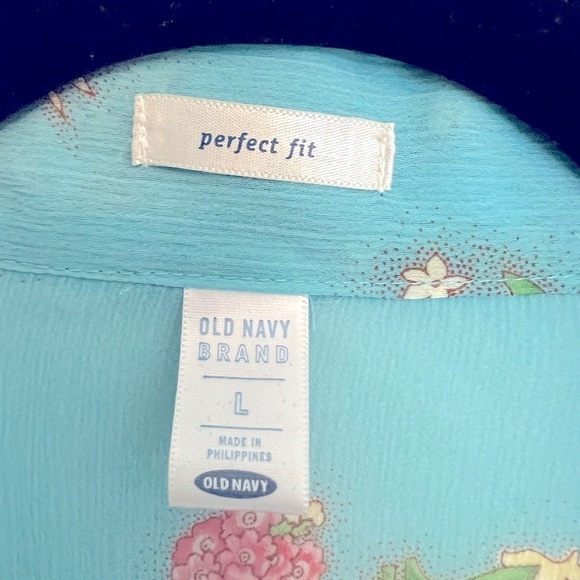 perfect fit
OLD NAVY
BRAND
L
MADE IN
PHILIPPINES
OLD NAVY